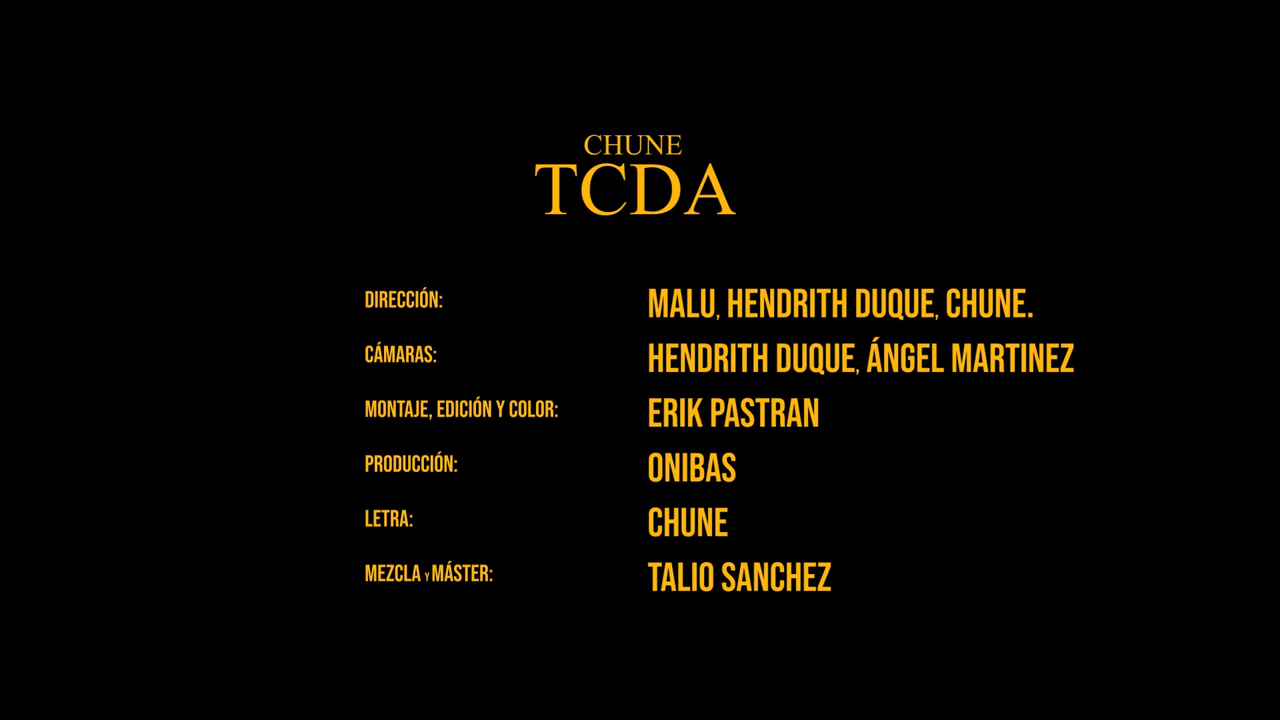 CHUNE
TCDA
DIRECCIÓN: MALU, HENDRITH DUQUE, CHUNE.
CÁMARAS: HENDRITH DUQUE, ÁNGEL MARTINEZ
MONTAJE, EDICIÓN Y COLOR: ERIK PASTRAN
PRODUCCIÓN: ONIBAS
LETRA: CHUNE
MEZCLA Y MÁSTER: TALIO SANCHEZ